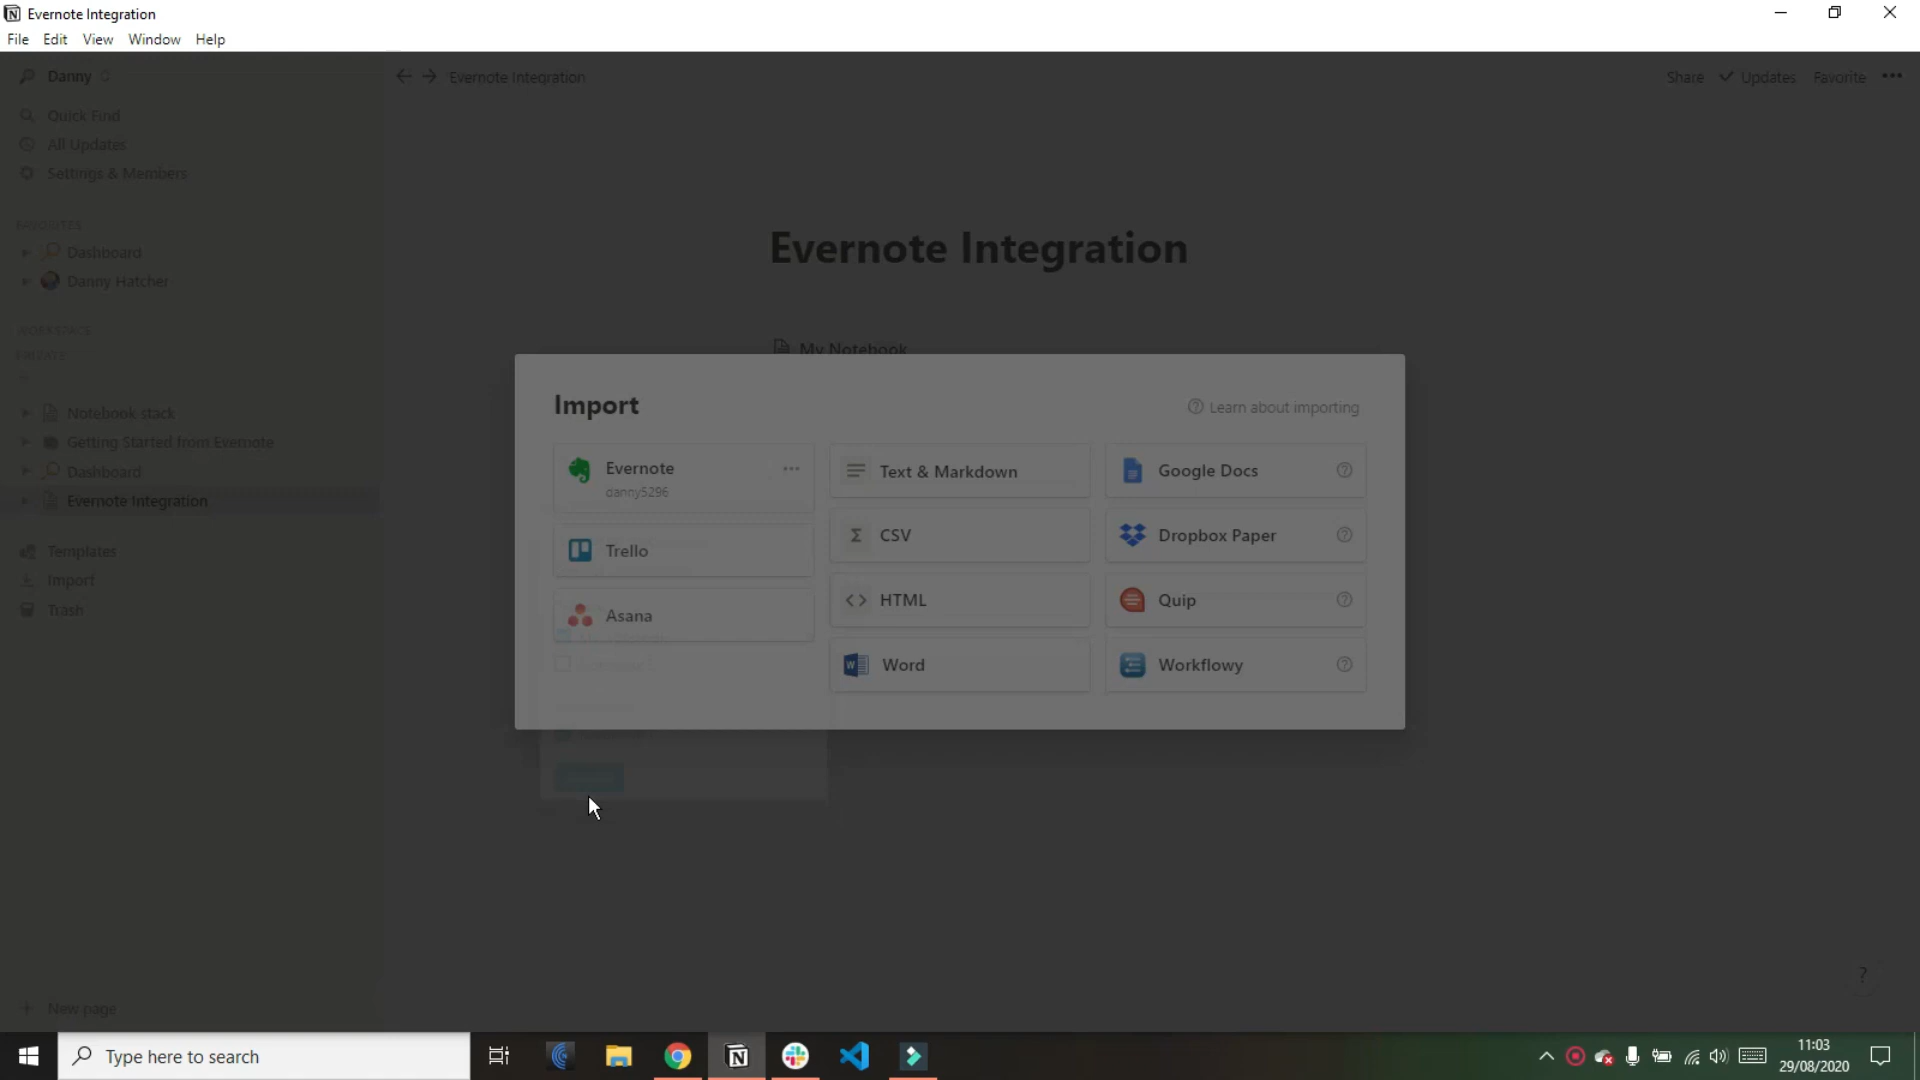 Evernote Integration
File Edit View Window Help
Danny
Evernote Integration
Share Updates Favorite
Quick Find
All Updates
Settings & Members
FAVORITES
Dashboard
Danny Hatcher
WORKSPACE
PRIVATE
Notebook stack
Getting Started from Evernote
Dashboard
Evernote Integration
Templates
Import
Trash
New page
Evernote Integration
My Notebook
Import
Learn about importing
Evernote
danny5296
Trello
Asana
Text & Markdown
CSV
HTML
Word
Google Docs
Dropbox Paper
Quip
Workflowy
?
Type here to search
11:03
29/08/2020